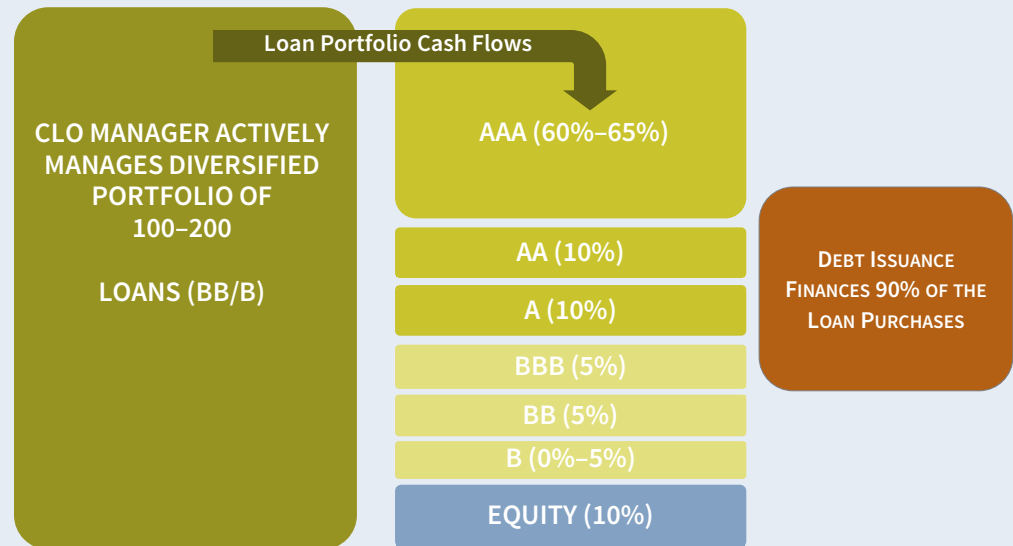 Loan Portfolio Cash Flows
CLO MANAGER ACTIVELY
MANAGES DIVERSIFIED
PORTFOLIO OF
100–200
LOANS (BB/B)
AAA (60%–65%)
AA (10%)
A (10%)
BBB (5%)
BB (5%)
B (0%–5%)
EQUITY (10%)
DEBT ISSUANCE
FINANCES 90% OF THE
LOAN PURCHASES